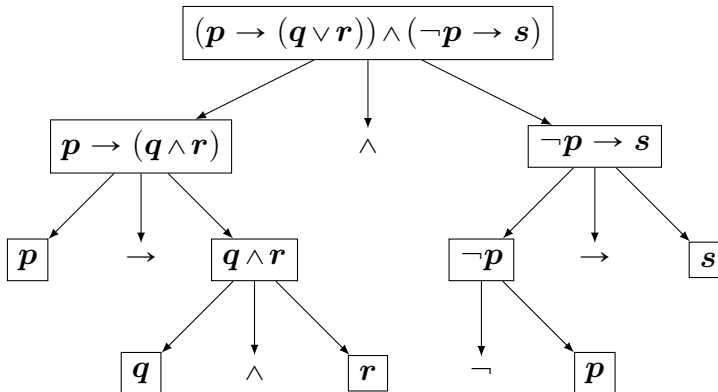 (p → (q ∨ r)) ∧ (¬p → s)
p → (q ∧ r) ∧ ¬p → s
p → q ∧ r ¬p → s
q ∧ r ¬ p